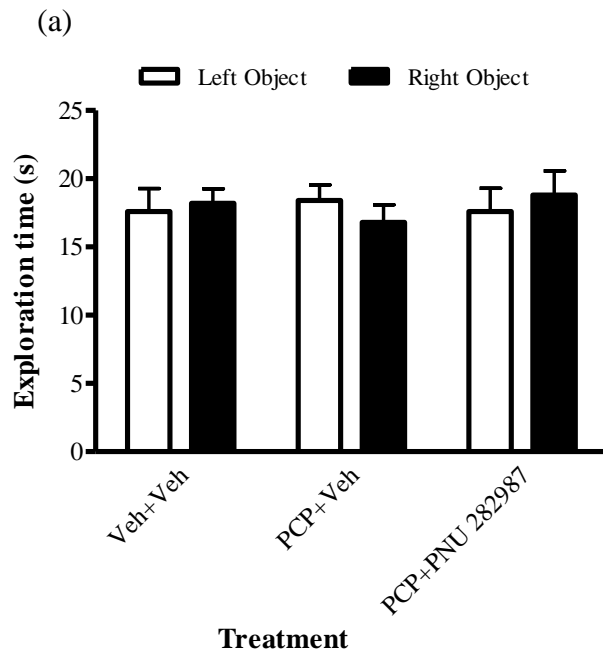 (a)
Left Object Right Object
Exploration time (s)
25
20
15
10
5
0
Veh+Veh
PCP+Veh
PCP+PNU 282987
Treatment